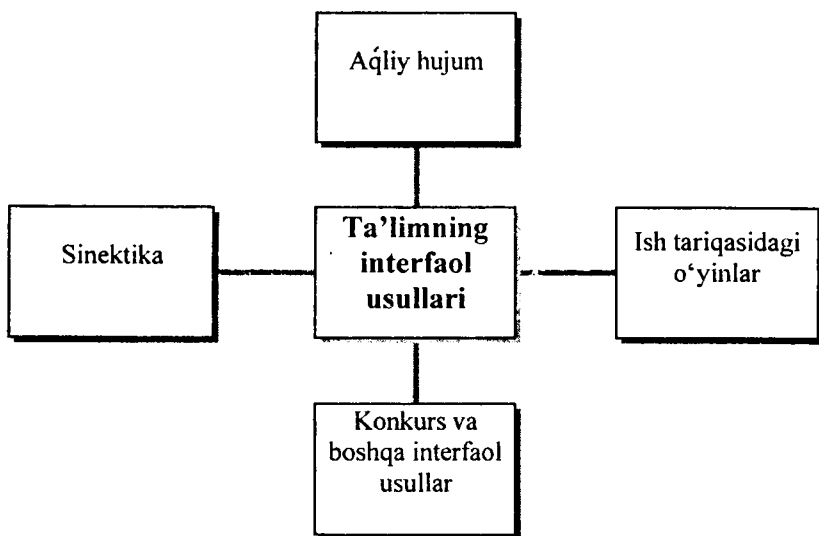 Aqliy hujum
Sinektika
Ta’limning
interfaol
usullari
Ish tariqasidagi
o‘yinlar
Konkurs va
boshqa interfaol
usullar